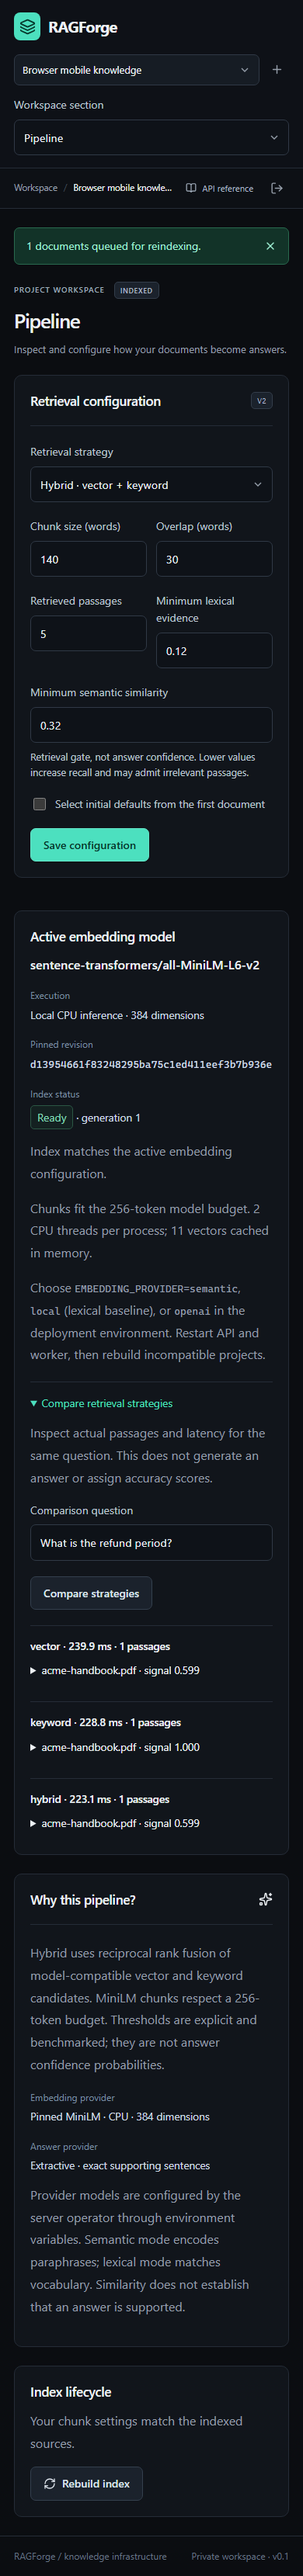 RAGForge
Browser mobile knowledge
Workspace section
Pipeline
Workspace / Browser mobile knowle... API reference
1 documents queued for reindexing.
PROJECT WORKSPACE INDEXED
Pipeline
Inspect and configure how your documents become answers.
Retrieval configuration V2
Retrieval strategy
Hybrid · vector + keyword
Chunk size (words) Overlap (words)
140 30
Retrieved passages Minimum lexical
evidence
5 0.12
Minimum semantic similarity
0.32
Retrieval gate, not answer confidence. Lower values
increase recall and may admit irrelevant passages.
Select initial defaults from the first document
Save configuration
Active embedding model
sentence-transformers/all-MiniLM-L6-v2
Execution
Local CPU inference · 384 dimensions
Pinned revision
d13954661f83248295ba75c1ed411eef3b7b936e
Index status
Ready · generation 1
Index matches the active embedding
configuration.
Chunks fit the 256-token model budget. 2
CPU threads per process; 11 vectors cached
in memory.
Choose EMBEDDING_PROVIDER=semantic,
local (lexical baseline), or openai in the
deployment environment. Restart API and
worker, then rebuild incompatible projects.
Compare retrieval strategies
Inspect actual passages and latency for the
same question. This does not generate an
answer or assign accuracy scores.
Comparison question
What is the refund period?
Compare strategies
vector · 239.9 ms · 1 passages
acme-handbook.pdf · signal 0.599
keyword · 228.8 ms · 1 passages
acme-handbook.pdf · signal 1.000
hybrid · 223.1 ms · 1 passages
acme-handbook.pdf · signal 0.599
Why this pipeline?
Hybrid uses reciprocal rank fusion of
model-compatible vector and keyword
candidates. MiniLM chunks respect a 256-
token budget. Thresholds are explicit and
benchmarked; they are not answer
confidence probabilities.
Embedding provider
Pinned MiniLM · CPU · 384 dimensions
Answer provider
Extractive · exact supporting sentences
Provider models are configured by the
server operator through environment
variables. Semantic mode encodes
paraphrases; lexical mode matches
vocabulary. Similarity does not establish
that an answer is supported.
Index lifecycle
Your chunk settings match the indexed
sources.
Rebuild index
RAGForge / knowledge infrastructure Private workspace · v0.1